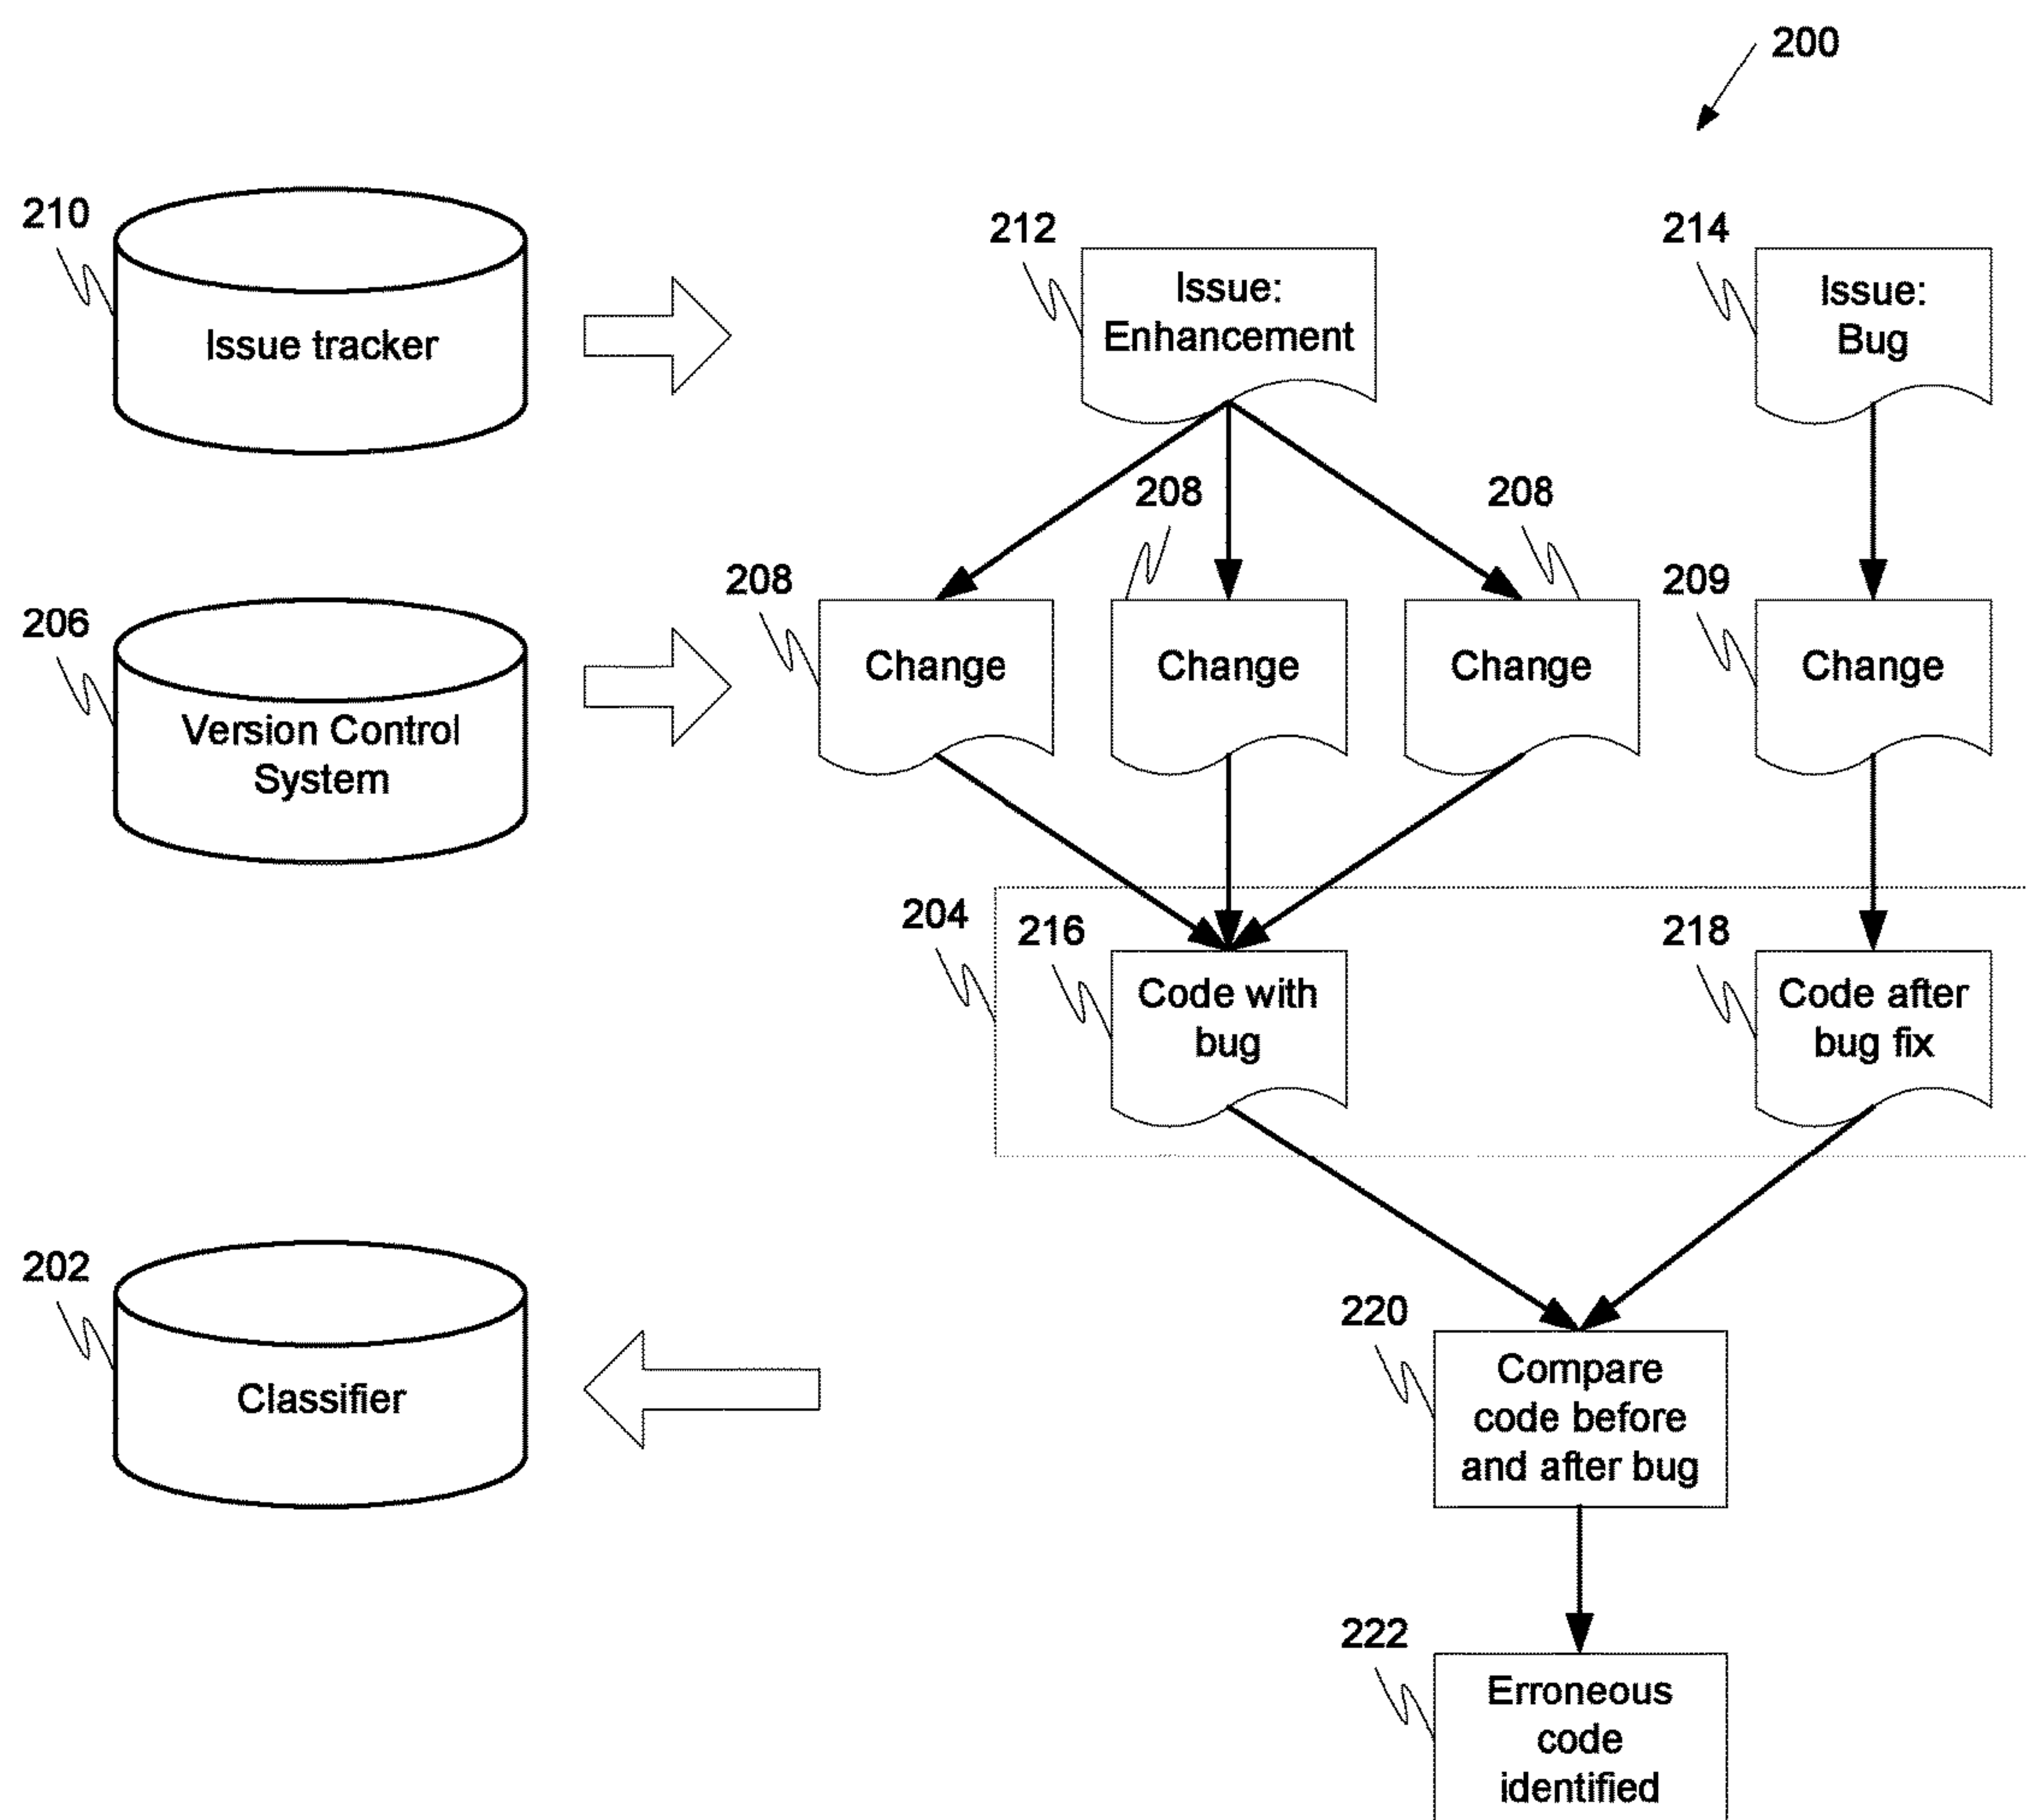 200
210
Issue tracker
212
Issue:
Enhancement
214
Issue:
Bug
208
208
206
Version Control
System
208
Change
Change
Change
209
Change
204
216
Code with
bug
218
Code after
bug fix
202
Classifier
220
Compare
code before
and after bug
222
Erroneous
code
identified